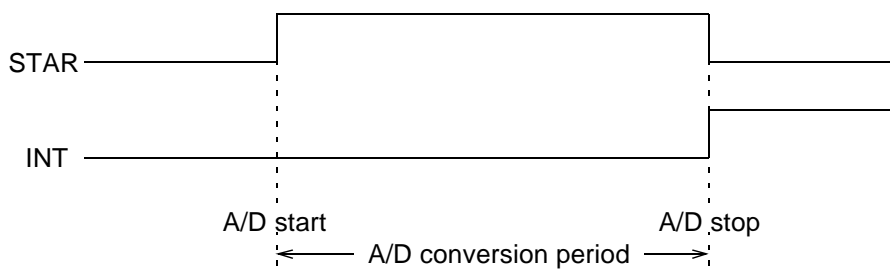 STAR
INT
A/D start
A/D stop
A/D conversion period